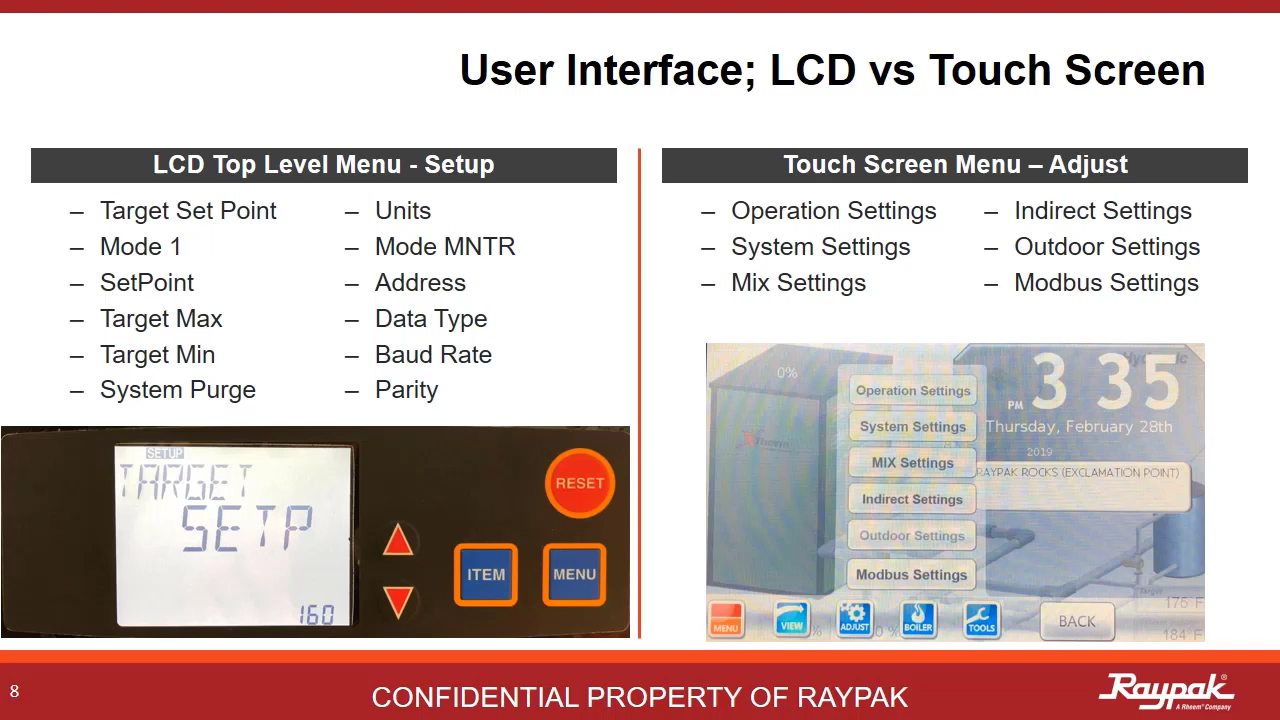 User Interface; LCD vs Touch Screen
LCD Top Level Menu - Setup
– Target Set Point
– Mode 1
– SetPoint
– Target Max
– Target Min
– System Purge
– Units
– Mode MNTR
– Address
– Data Type
– Baud Rate
– Parity
SETUP
TARGET
SETP
160
RESET
ITEM
MENU
Touch Screen Menu – Adjust
– Operation Settings
– System Settings
– Mix Settings
– Indirect Settings
– Outdoor Settings
– Modbus Settings
0%
Operation Settings
System Settings
MIX Settings
Indirect Settings
Outdoor Settings
Modbus Settings
PM 3 35
Thursday, February 28th
2019
RAYPAK ROCKS (EXCLAMATION POINT)
Target
176°F
184°F
MENU
VIEW
ADJUST
BOILER
TOOLS
BACK
8
CONFIDENTIAL PROPERTY OF RAYPAK
Raypak®
A Rheem® Company